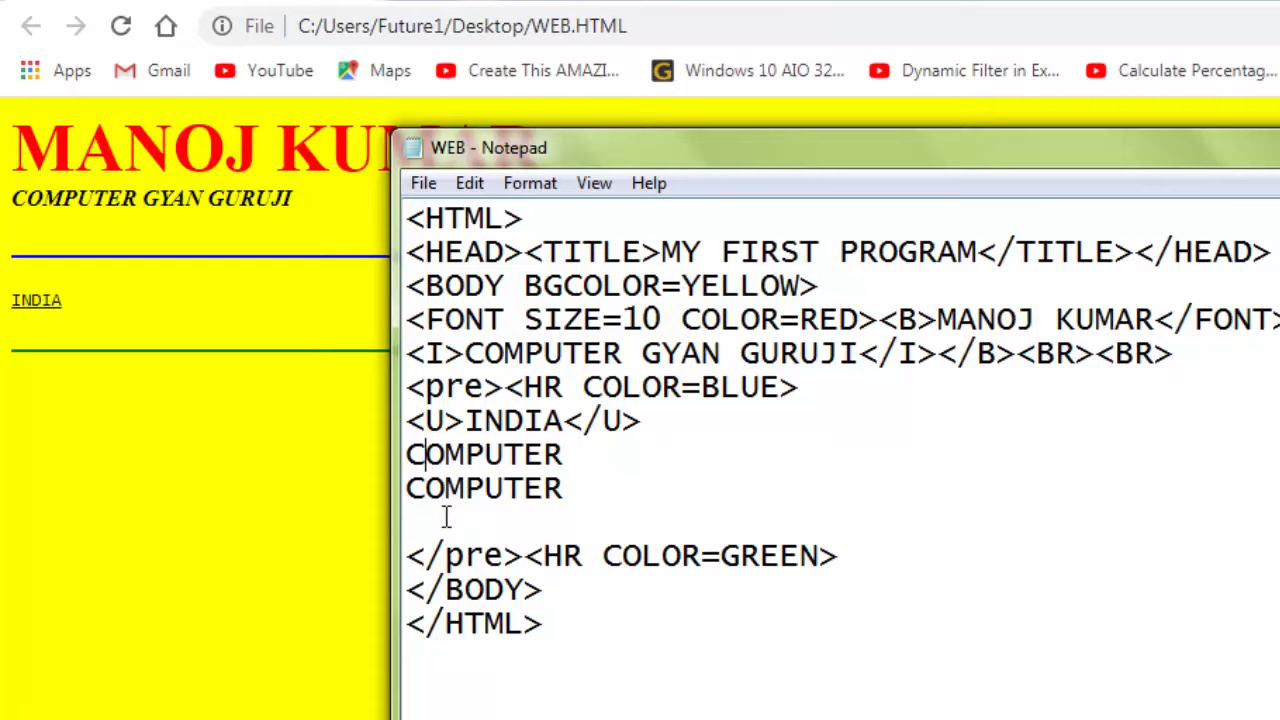 File C:/Users/Future1/Desktop/WEB.HTML
Apps Gmail YouTube Maps Create This AMAZI... Windows 10 AIO 32... Dynamic Filter in Ex... Calculate Percentag...
MANOJ KUMAR
COMPUTER GYAN GURUJI
INDIA
WEB - Notepad
File Edit Format View Help
<HTML>
<HEAD><TITLE>MY FIRST PROGRAM</TITLE></HEAD>
<BODY BGCOLOR=YELLOW>
<FONT SIZE=10 COLOR=RED><B>MANOJ KUMAR</FONT>
<I>COMPUTER GYAN GURUJI</I></B><BR><BR>
<pre><HR COLOR=BLUE>
<U>INDIA</U>
COMPUTER
COMPUTER
</pre><HR COLOR=GREEN>
</BODY>
</HTML>